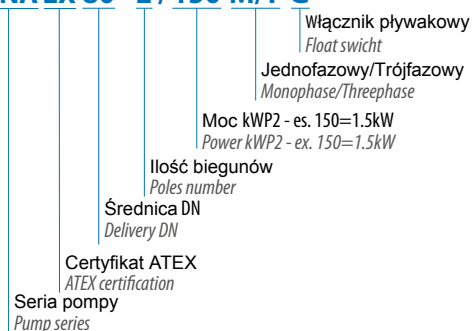 Włącznik pływakowy
Float swicht
Jednofazowy/Trójfazowy
Monophase/Threephase
Moc kWP2 - es. 150=1.5kW
Power kWP2 - ex. 150=1.5kW
Ilość biegunów
Poles number
Średnica DN
Delivery DN
Certyfikat ATEX
ATEX certification
Seria pompy
Pump series